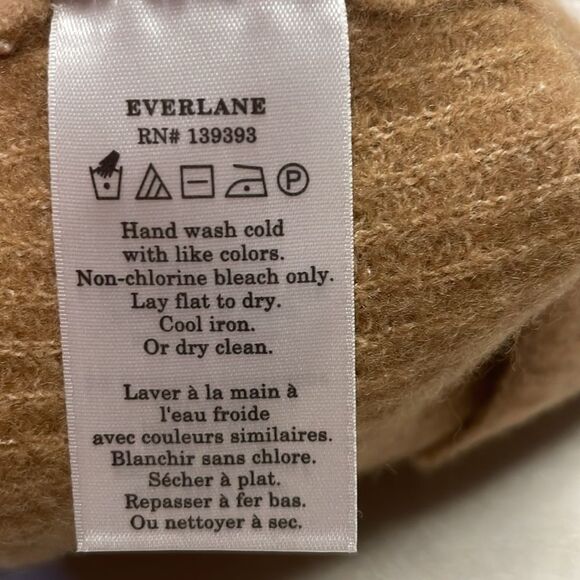 EVERLANE
RN# 139393
P
Hand wash cold
with like colors.
Non-chlorine bleach only.
Lay flat to dry.
Cool iron.
Or dry clean.
Laver à la main à
l'eau froide
avec couleurs similaires.
Blanchir sans chlore.
Sécher à plat.
Repasser à fer bas.
Ou nettoyer à sec.